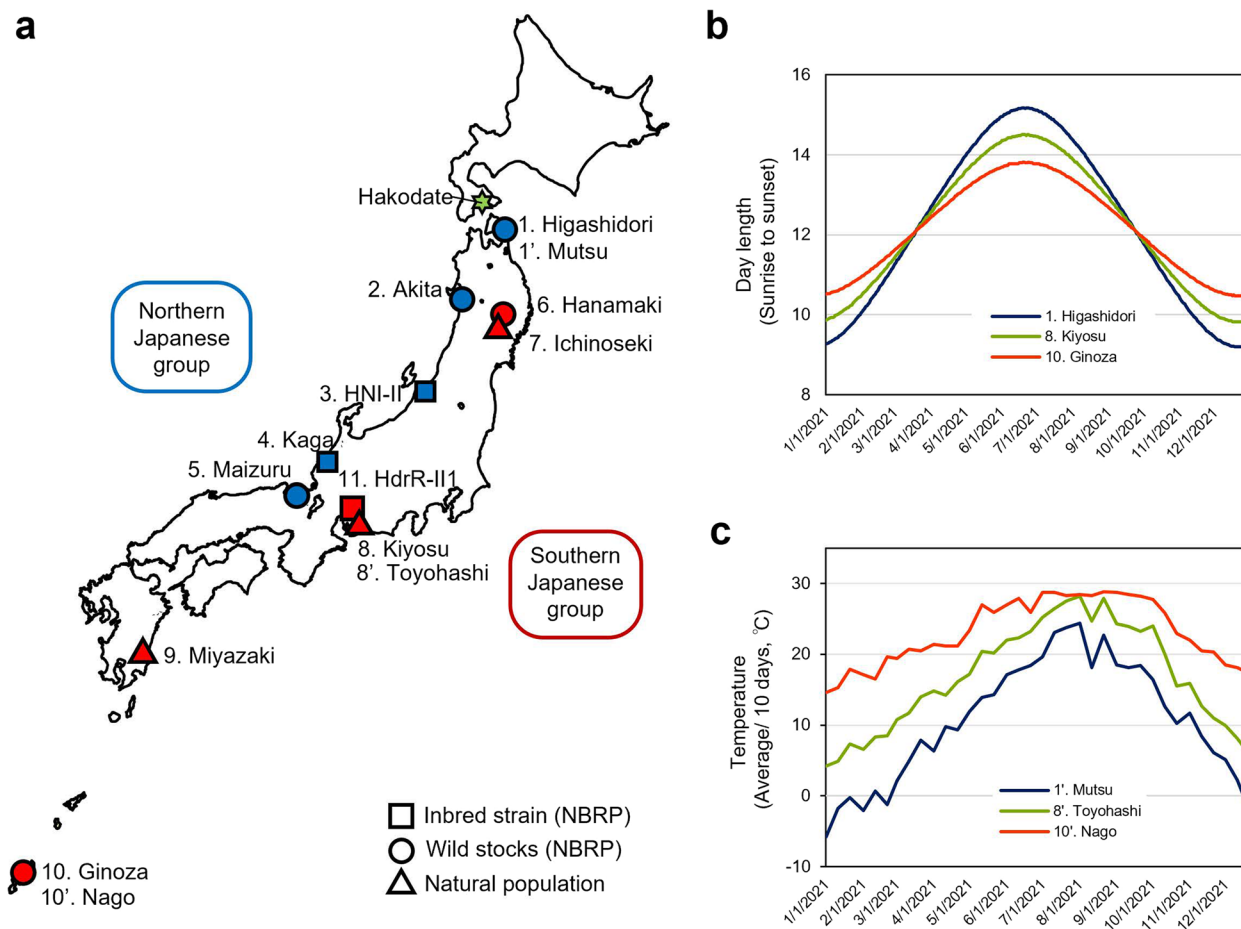 a
Hakodate
1. Higashidori
1’. Mutsu
2. Akita
6. Hanamaki
7. Ichinoseki
Northern
Japanese
group
3. HNI-II
4. Kaga
5. Maizuru
11. HdrR-II1
8. Kiyosu
8’. Toyohashi
Southern
Japanese
group
9. Miyazaki
10. Ginoza
10’. Nago
Inbred strain (NBRP)
Wild stocks (NBRP)
Natural population
b
Day length
(Sunrise to sunset)
16
14
12
10
8
1. Higashidori
8. Kiyosu
10. Ginoza
1/1/2021
2/1/2021
3/1/2021
4/1/2021
5/1/2021
6/1/2021
7/1/2021
8/1/2021
9/1/2021
10/1/2021
11/1/2021
12/1/2021
c
Temperature
(Average/ 10 days, °C)
30
20
10
0
-10
1'. Mutsu
8'. Toyohashi
10'. Nago
1/1/2021
2/1/2021
3/1/2021
4/1/2021
5/1/2021
6/1/2021
7/1/2021
8/1/2021
9/1/2021
10/1/2021
11/1/2021
12/1/2021